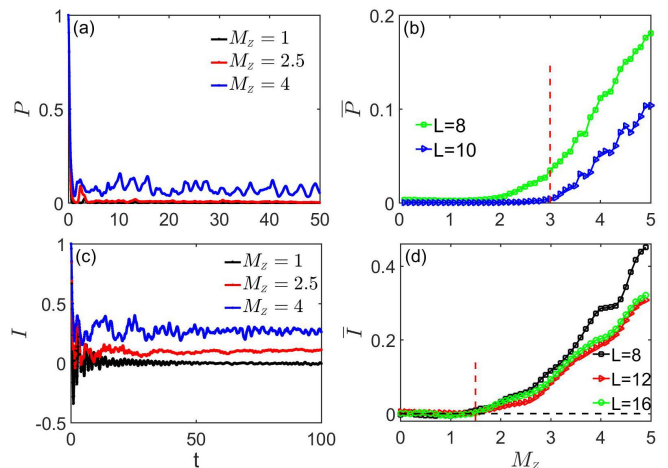 (a)
M_z = 1
M_z = 2.5
M_z = 4
P
1
0.5
0
0 10 20 30 40 50
(b)
L=8
L=10
P̅
0.2
0.1
0
0 1 2 3 4 5
(c)
M_z = 1
M_z = 2.5
M_z = 4
I
1
0.5
0
-0.5
0 50 100
t
(d)
L=8
L=12
L=16
I̅
0.4
0.2
0
0 1 2 3 4 5
M_z